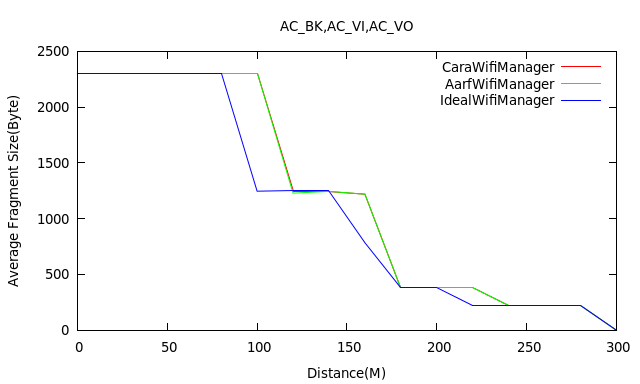 AC_BK,AC_VI,AC_VO
2500
2000
1500
1000
500
0
Average Fragment Size(Byte)
CaraWifiManager
AarfWifiManager
IdealWifiManager
0 50 100 150 200 250 300
Distance(M)